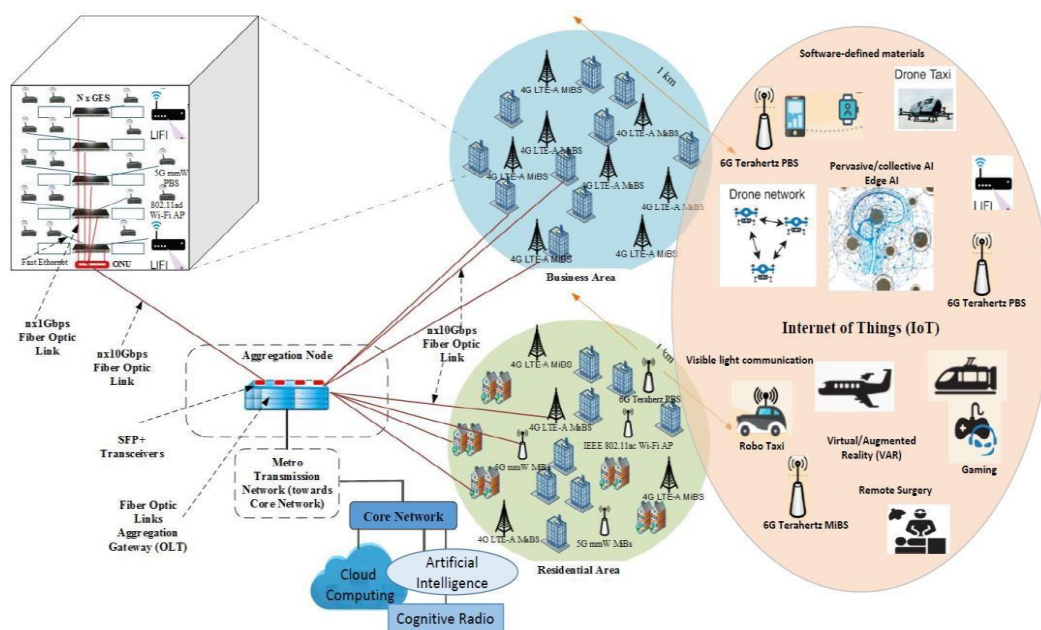 N x GES
LIFI
5G mmW
PBS
802.11ad
Wi-Fi AP
Fast Ethernet
ONU
LIFI
nx1Gbps
Fiber Optic
Link
nx10Gbps
Fiber Optic
Link
Aggregation Node
SFP+
Transceivers
Metro
Transmission
Network (towards
Core Network)
Fiber Optic
Links
Aggregation
Gateway (OLT)
Core Network
Cloud
Computing
Artificial
Intelligence
Cognitive Radio
nx10Gbps
Fiber Optic
Link
1 km
4G LTE-A MiBS
4G LTE-A MiBS
4G LTE-A MaBS
4G LTE-A MiBS
4G LTE-A MaBS
4G LTE-A MaBS
4G LTE-A MiBS
4G LTE-A MiBS
Business Area
1 km
4G LTE-A MiBS
6G Teraherz PBS
4G LTE-A MaBS
IEEE 802.11ac Wi-Fi AP
5G mmW MiBs
4G LTE-A MiBS
4G LTE-A MaBS
5G mmW MiBs
Residential Area
Software-defined materials
Drone Taxi
6G Terahertz PBS
Pervasive/collective AI
Edge AI
LIFI
Drone network
6G Terahertz PBS
Internet of Things (IoT)
Visible light communication
Robo Taxi
Virtual/Augmented
Reality (VAR)
Gaming
6G Terahertz MiBS
Remote Surgery